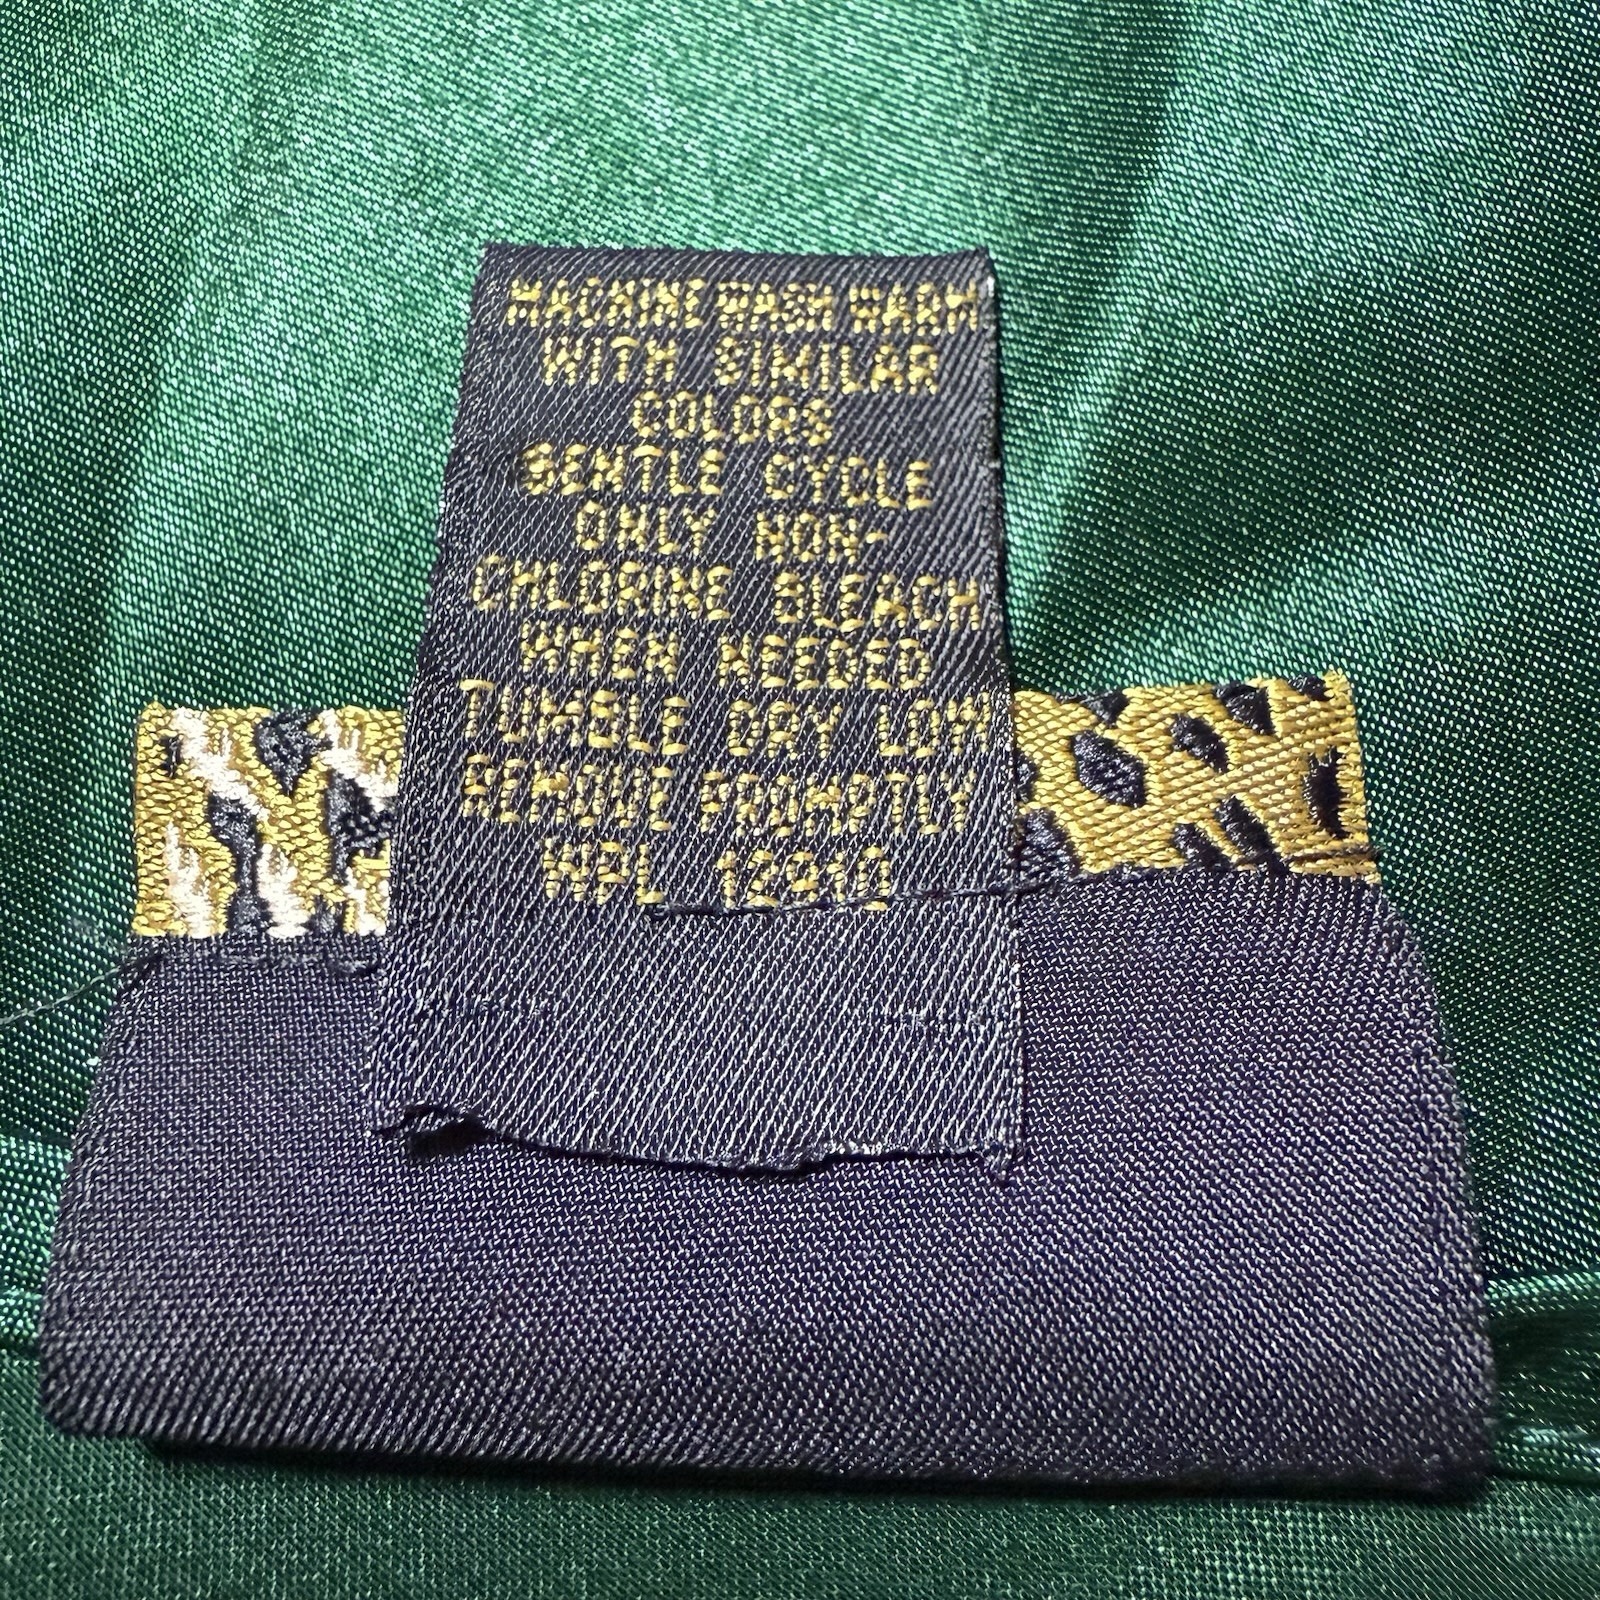 MACHINE WASH WARM
WITH SIMILAR
COLORS
GENTLE CYCLE
ONLY NON-
CHLORINE BLEACH
WHEN NEEDED
TUMBLE DRY LOW
REMOVE PROMPTLY
WPL 12910